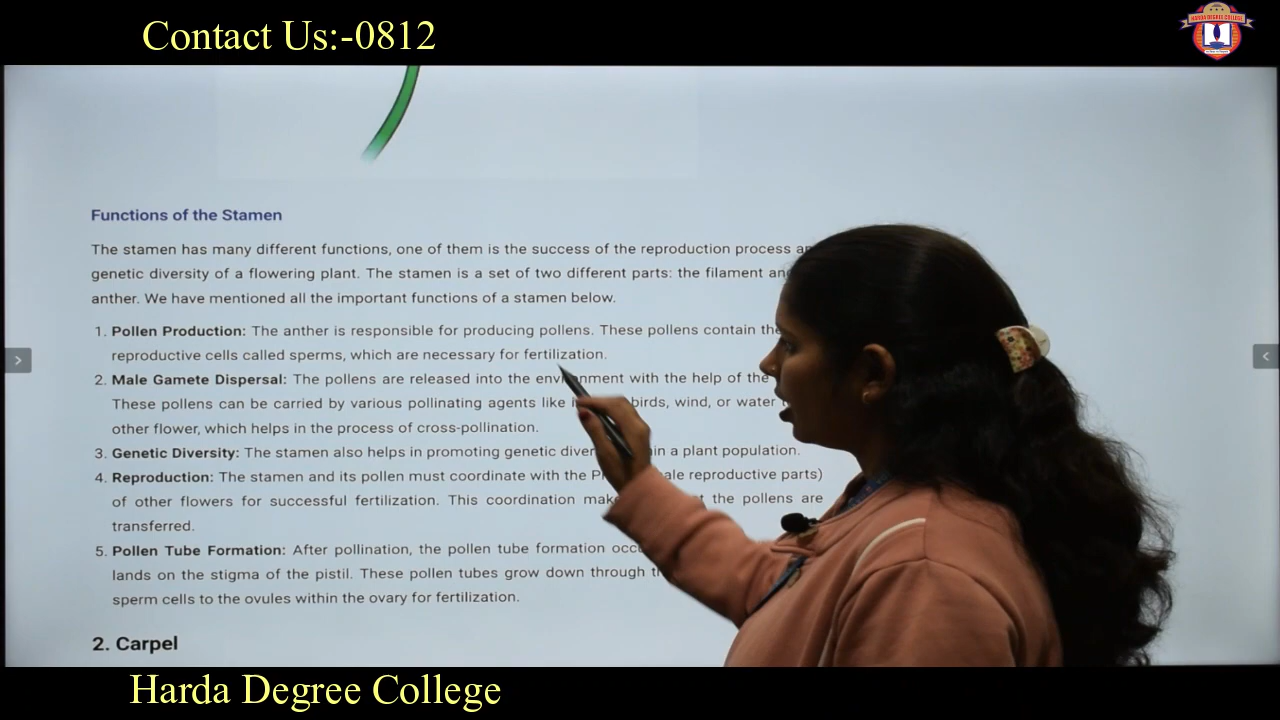 Contact Us:-0812
HARDA DEGREE COLLEGE
Functions of the Stamen
The stamen has many different functions, one of them is the success of the reproduction process
genetic diversity of a flowering plant. The stamen is a set of two different parts: the filament
anther. We have mentioned all the important functions of a stamen below.
1. Pollen Production: The anther is responsible for producing pollens. These pollens contain
reproductive cells called sperms, which are necessary for fertilization.
2. Male Gamete Dispersal: The pollens are released into the environment with the help of the
These pollens can be carried by various pollinating agents like birds, wind, or water
other flower, which helps in the process of cross-pollination.
3. Genetic Diversity: The stamen also helps in promoting genetic in a plant population.
4. Reproduction: The stamen and its pollen must coordinate with the reproductive parts)
of other flowers for successful fertilization. This coordination the pollens are
transferred.
5. Pollen Tube Formation: After pollination, the pollen tube formation
lands on the stigma of the pistil. These pollen tubes grow down through
sperm cells to the ovules within the ovary for fertilization.
2. Carpel
Harda Degree College